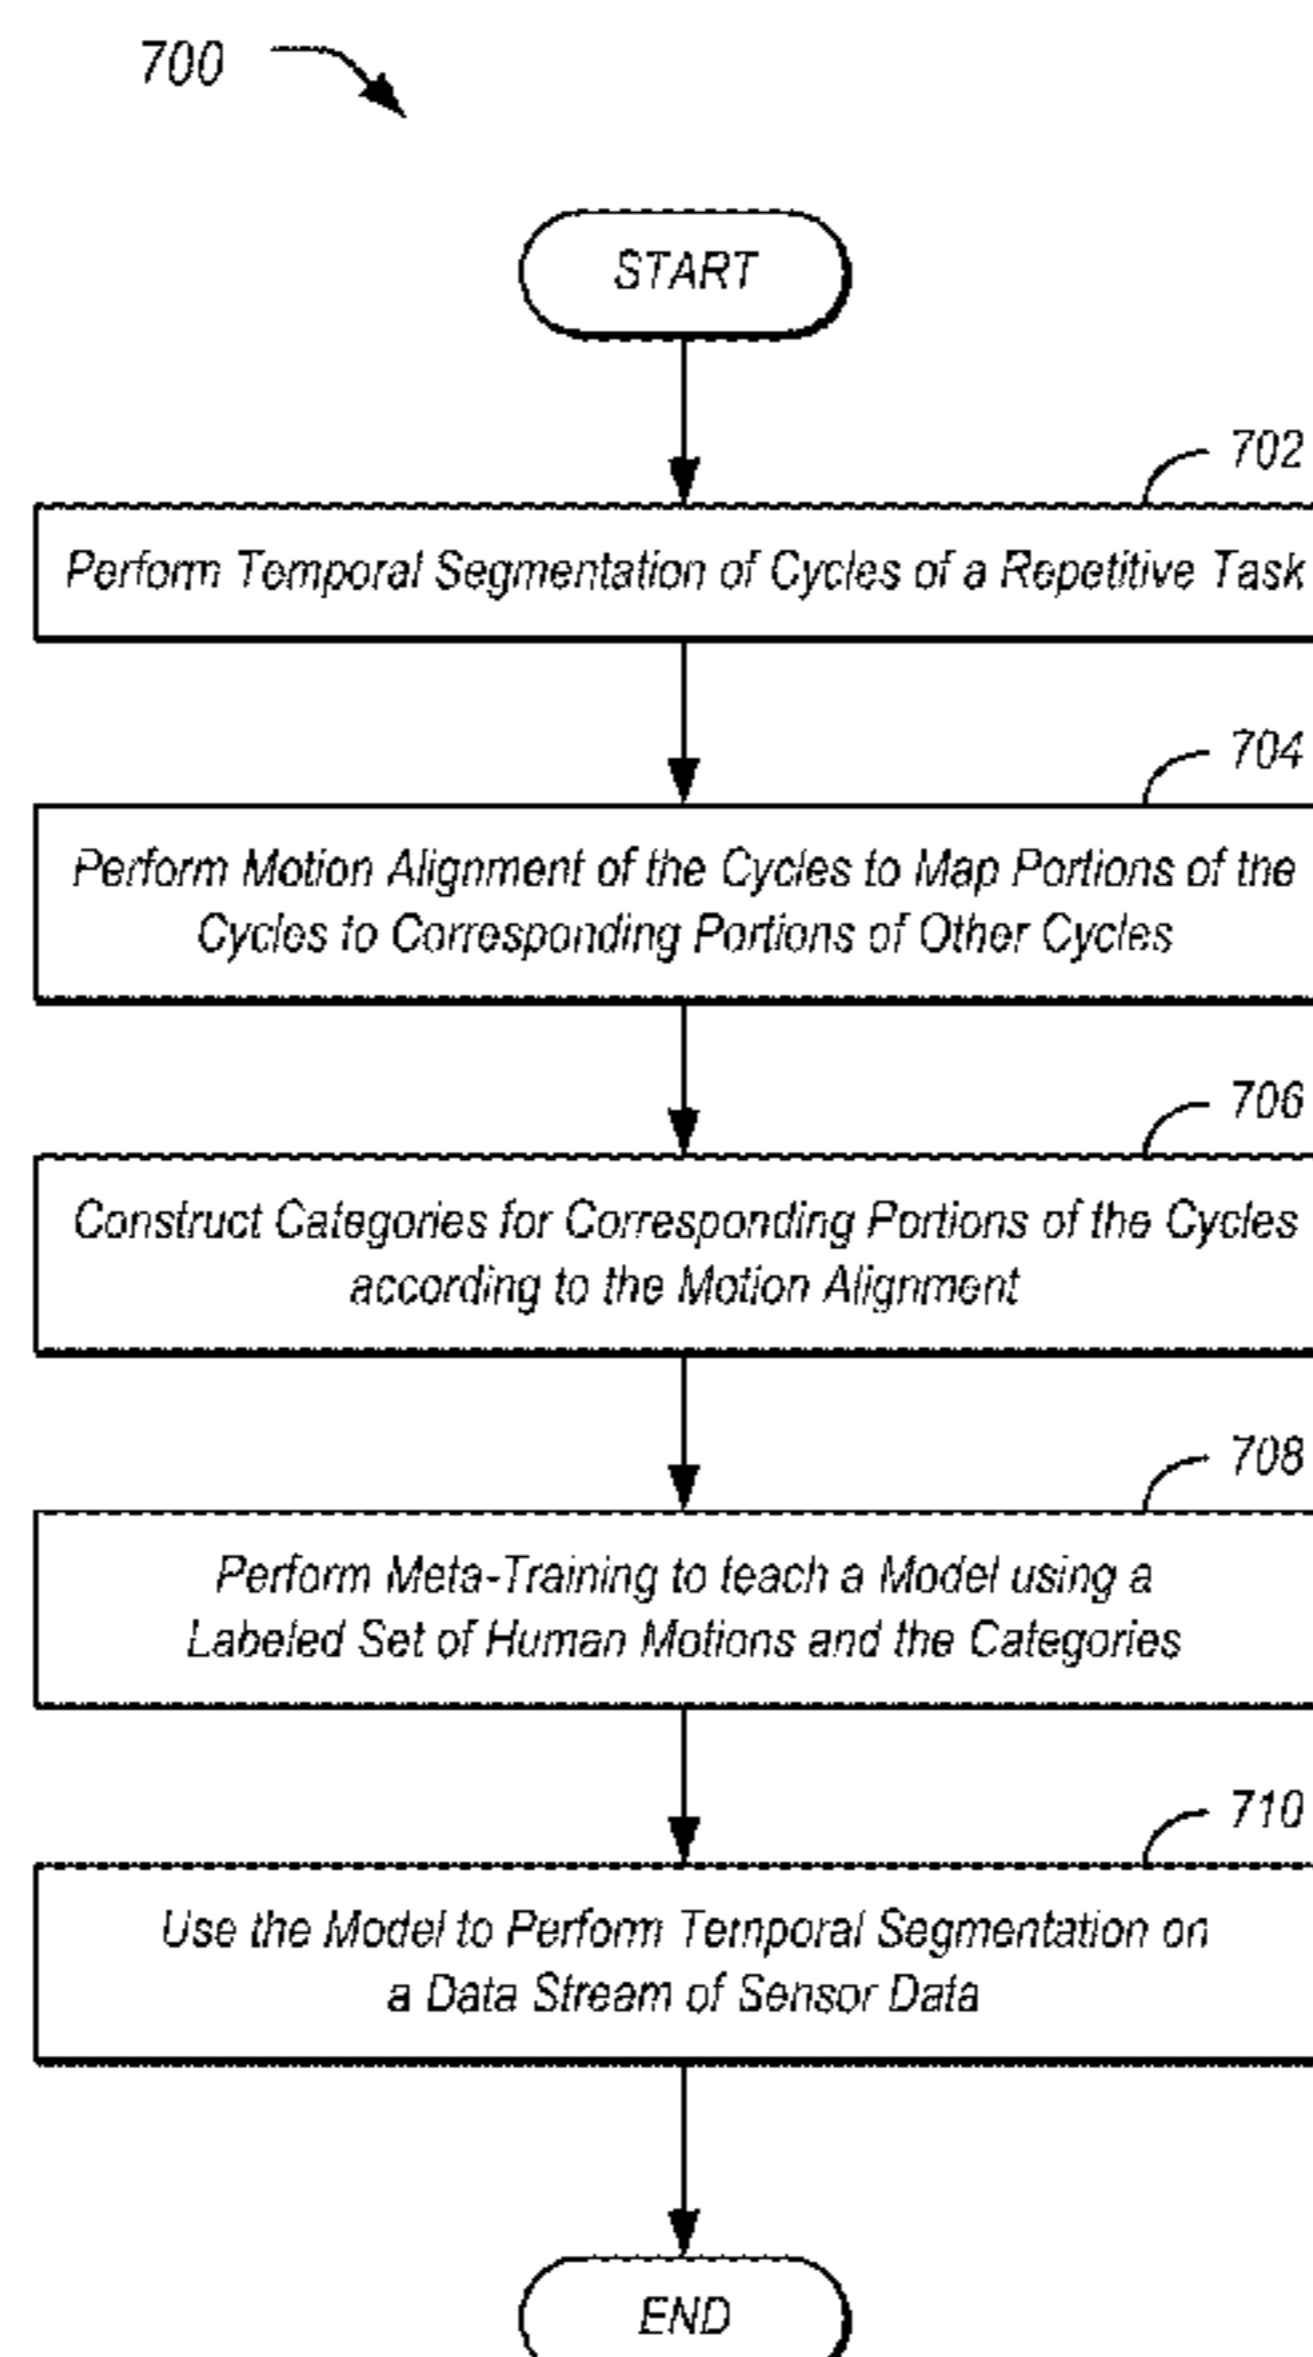 700
START
702
Perform Temporal Segmentation of Cycles of a Repetitive Task
704
Perform Motion Alignment of the Cycles to Map Portions of the
Cycles to Corresponding Portions of Other Cycles
706
Construct Categories for Corresponding Portions of the Cycles
according to the Motion Alignment
708
Perform Meta-Training to teach a Model using a
Labeled Set of Human Motions and the Categories
710
Use the Model to Perform Temporal Segmentation on
a Data Stream of Sensor Data
END